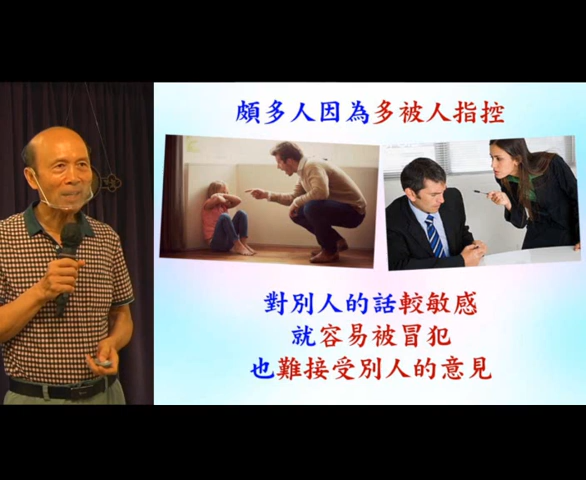 頗多人因為多被人指控
對別人的話較敏感
就容易被冒犯
也難接受別人的意見